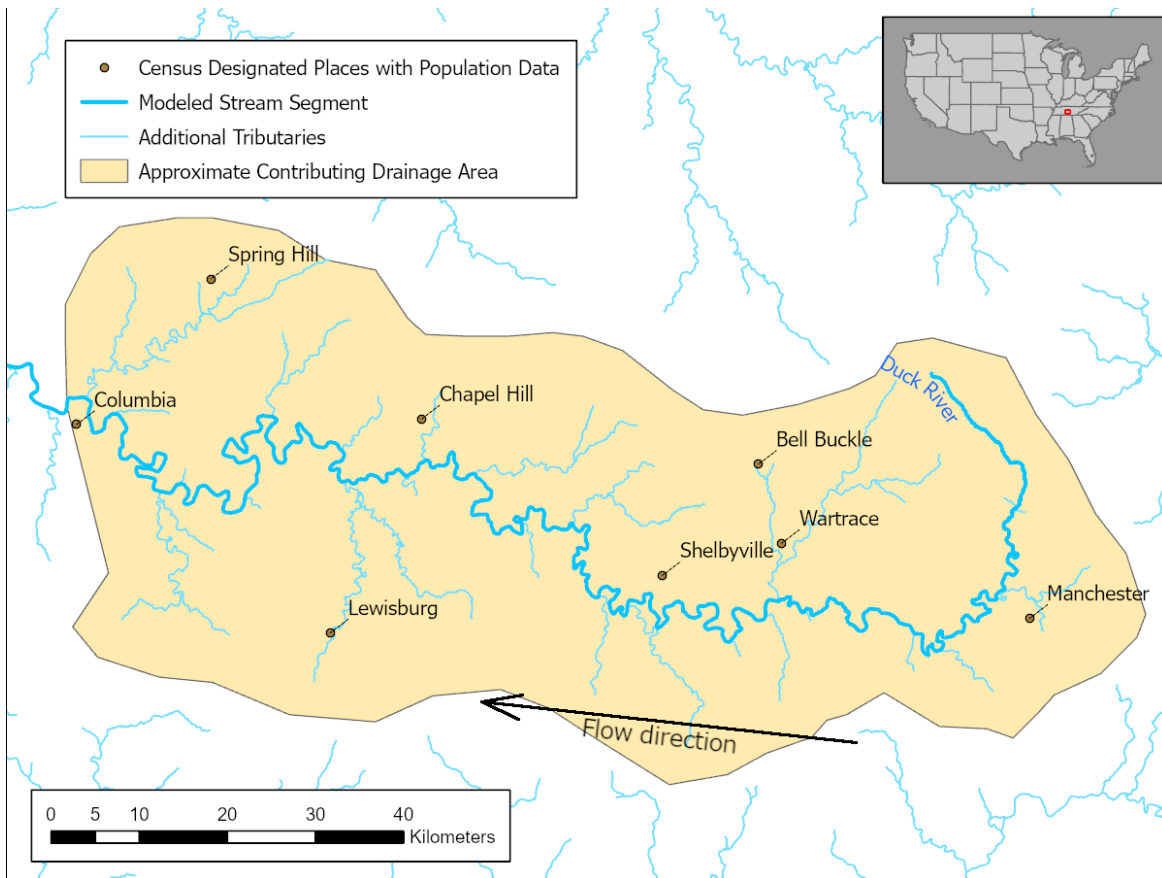 Census Designated Places with Population Data
Modeled Stream Segment
Additional Tributaries
Approximate Contributing Drainage Area
Spring Hill
Duck River
Columbia
Chapel Hill
Bell Buckle
Wartrace
Shelbyville
Manchester
Lewisburg
Flow direction
0 5 10 20 30 40
Kilometers